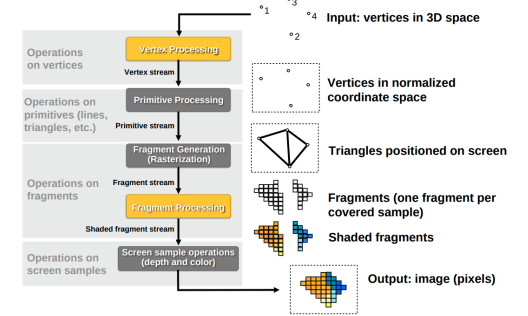 1
3
4
2
Input: vertices in 3D space
Operations
on vertices
Vertex Processing
Vertex stream
Vertices in normalized
coordinate space
Operations on
primitives (lines,
triangles, etc.)
Primitive Processing
Primitive stream
Triangles positioned on screen
Operations on
fragments
Fragment Generation
(Rasterization)
Fragment stream
Fragments (one fragment per
covered sample)
Fragment Processing
Shaded fragment stream
Shaded fragments
Operations on
screen samples
Screen sample operations
(depth and color)
Output: image (pixels)